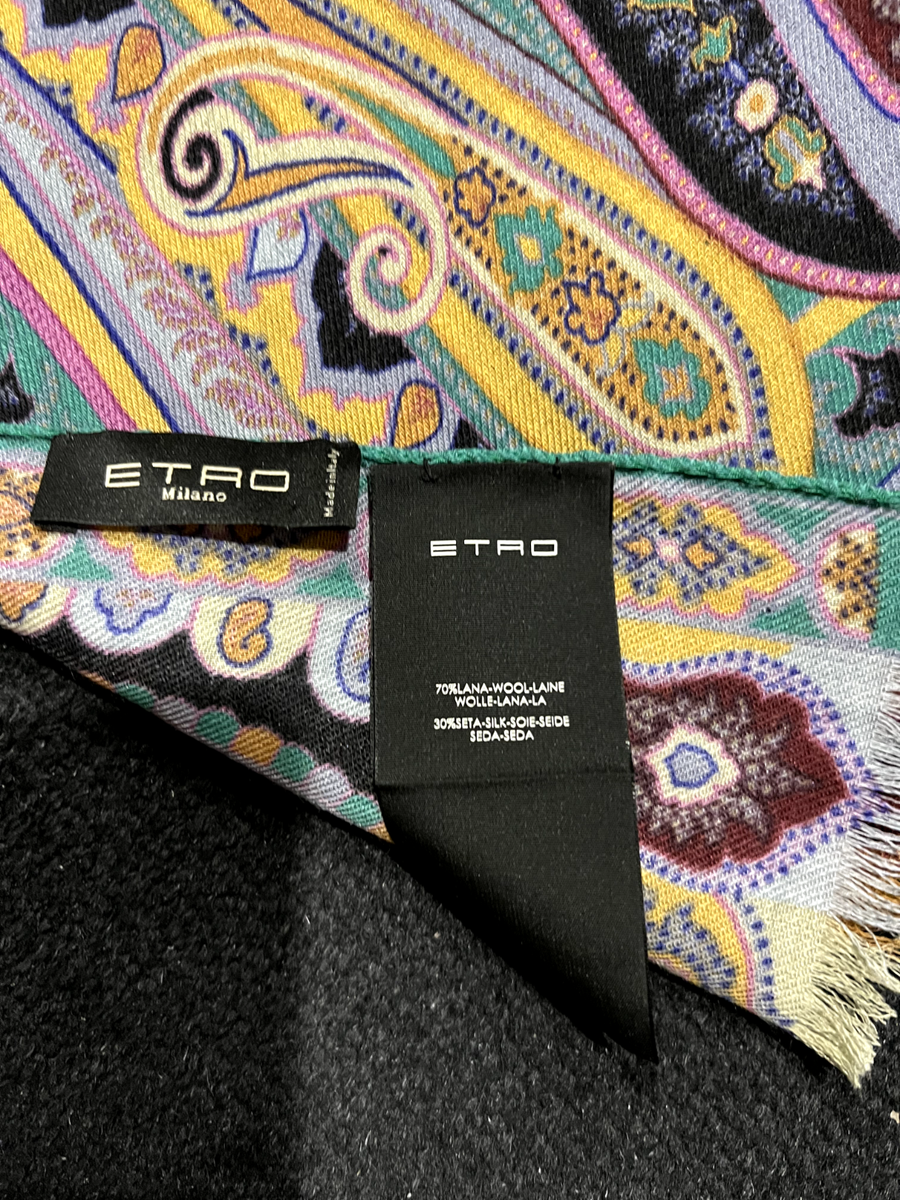 ETRO
Milano
Made in Italy
ETRO
70%LANA-WOOL-LAINE
WOLLE-LANA-LA
30%SETA-SILK-SOIE-SEIDE
SEDA-SEDA